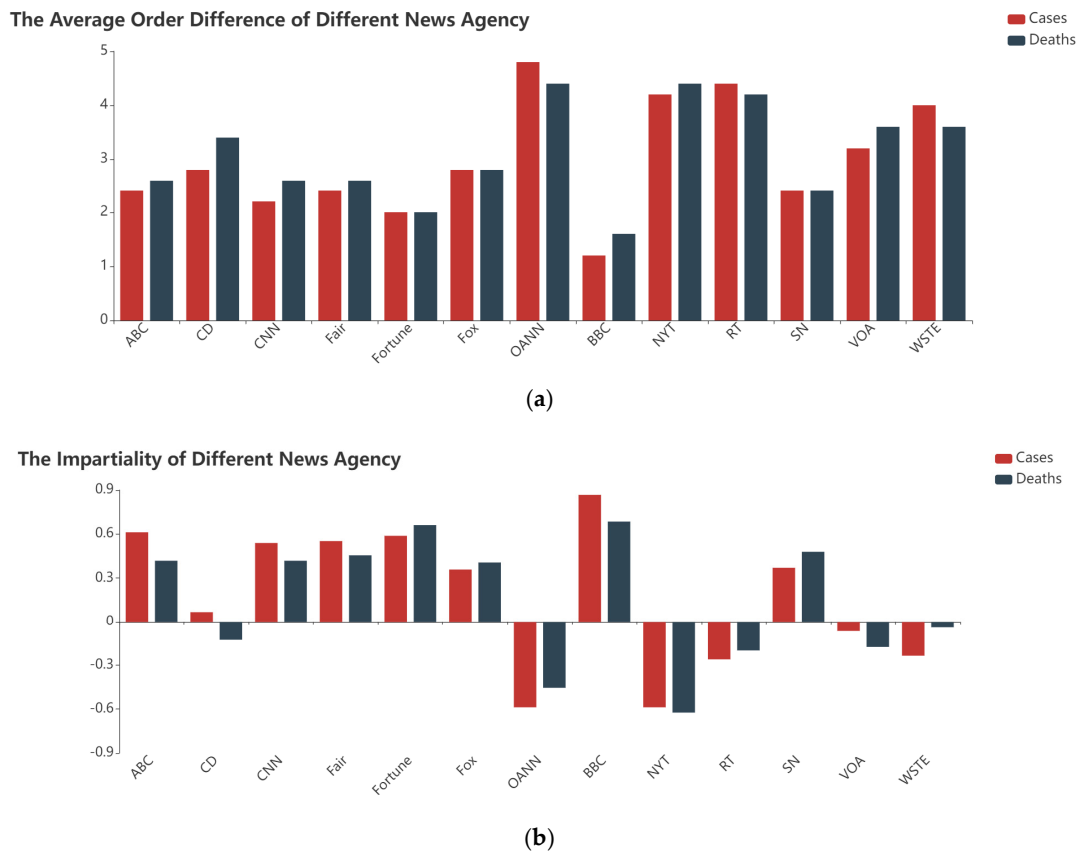 The Average Order Difference of Different News Agency
Cases
Deaths
5
4
3
2
1
0
ABC
CD
CNN
Fair
Fortune
Fox
OANN
BBC
NYT
RT
SN
VOA
WSTE
(a)
The Impartiality of Different News Agency
Cases
Deaths
0.9
0.6
0.3
0
-0.3
-0.6
-0.9
ABC
CD
CNN
Fair
Fortune
Fox
OANN
BBC
NYT
RT
SN
VOA
WSTE
(b)